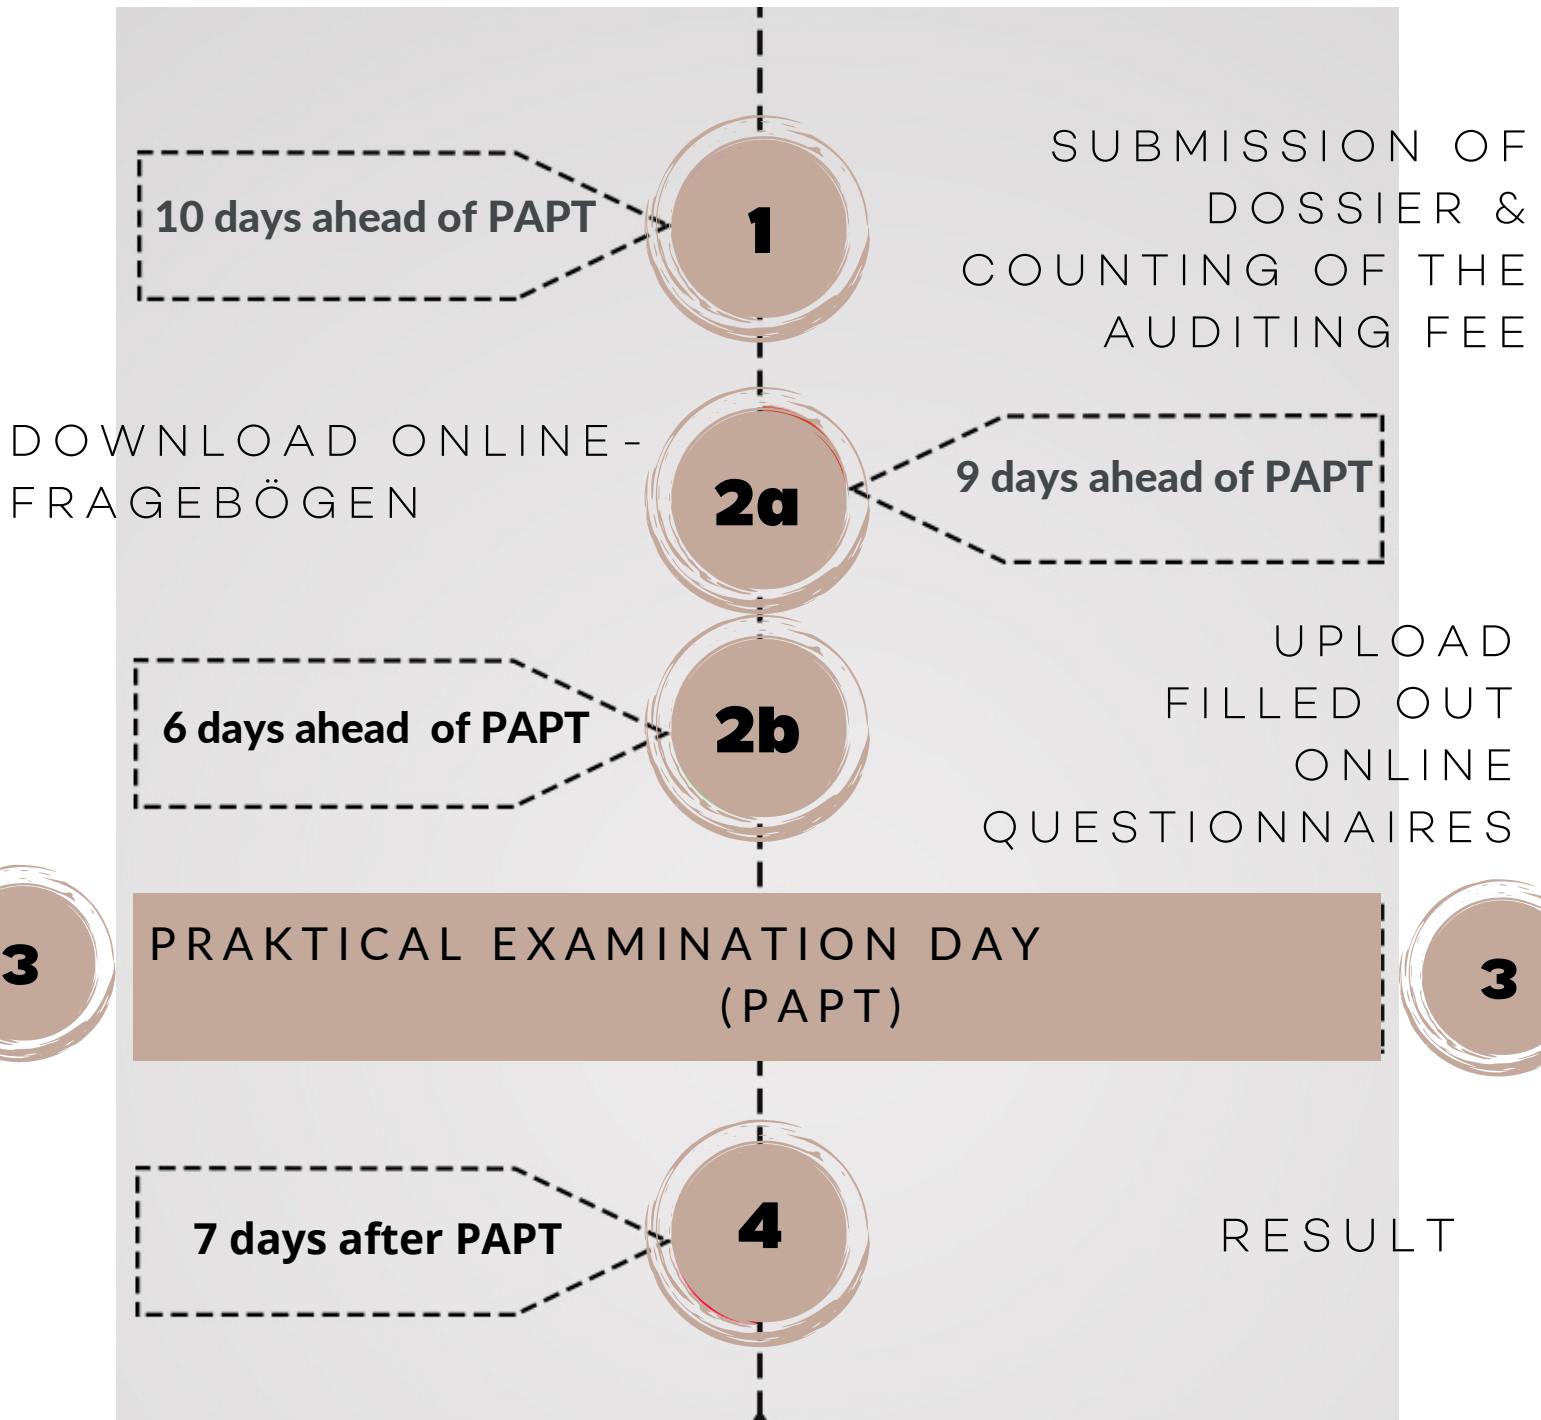 10 days ahead of PAPT
1
SUBMISSION OF
DOSSIER &
COUNTING OF THE
AUDITING FEE
DOWNLOAD ONLINE-
FRAGEBÖGEN
2a
9 days ahead of PAPT
6 days ahead of PAPT
2b
UPLOAD
FILLED OUT
ONLINE
QUESTIONNAIRES
3
PRAKTICAL EXAMINATION DAY
(PAPT)
3
7 days after PAPT
4
RESULT